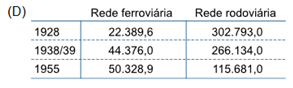 (D)
Rede ferroviária Rede rodoviária
1928 22.389,6 302.793,0
1938/39 44.376,0 266.134,0
1955 50.328,9 115.681,0